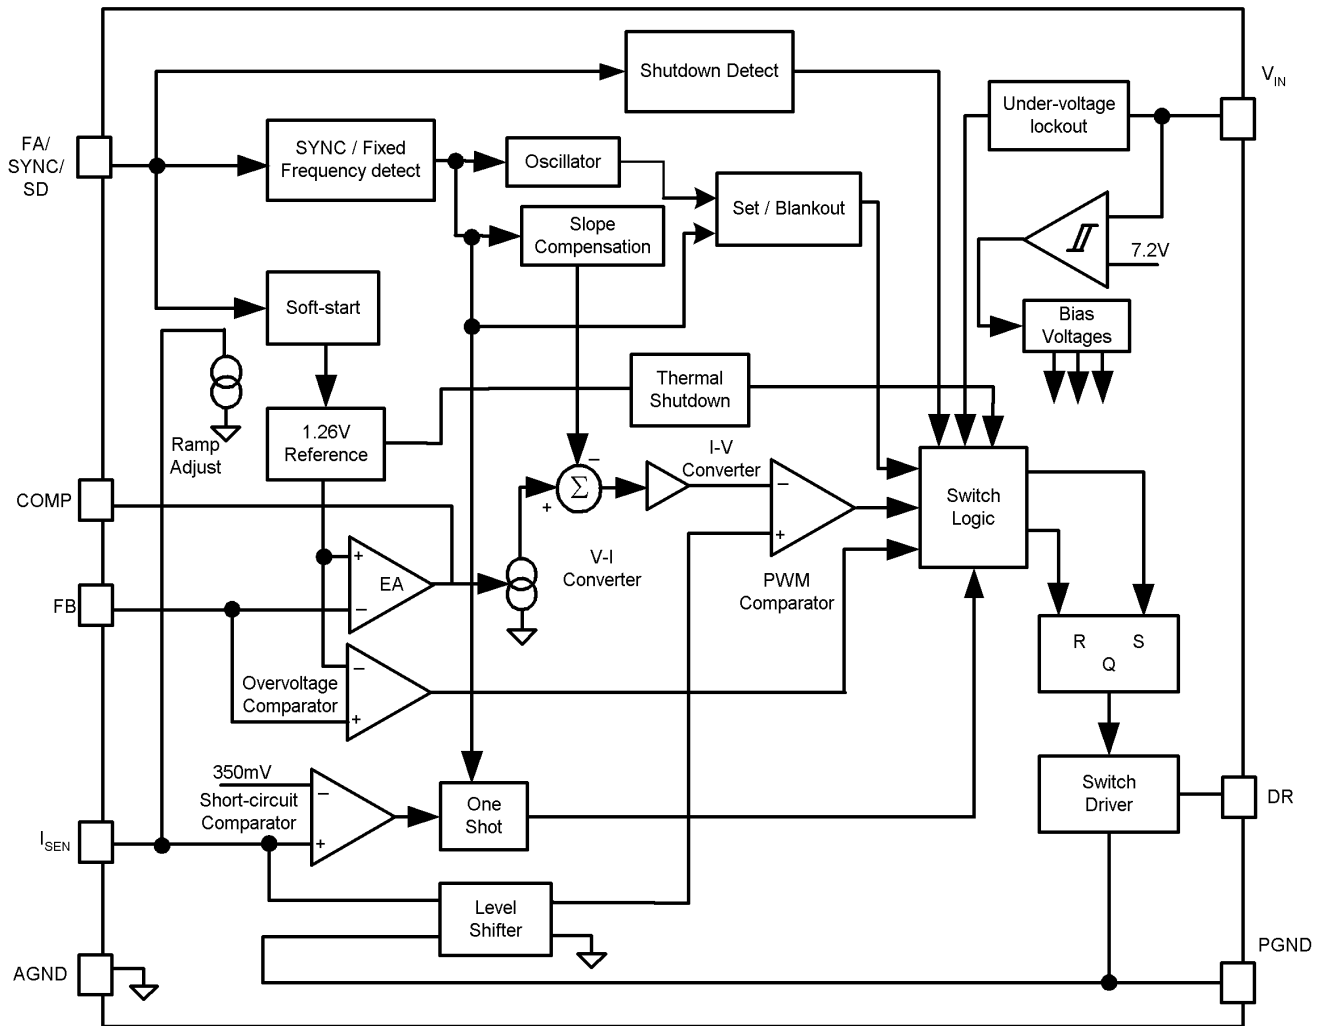 Shutdown Detect
V_IN
Under-voltage
lockout
FA/
SYNC/
SD
SYNC / Fixed
Frequency detect
Oscillator
Set / Blankout
Slope
Compensation
7.2V
Soft-start
Bias
Voltages
Thermal
Shutdown
1.26V
Reference
Ramp
Adjust
I-V
Converter
−
Σ
+
−
+
COMP
Switch
Logic
+
EA
−
V-I
Converter
PWM
Comparator
FB
R
S
Q
−
Overvoltage
Comparator
+
350mV
−
Short-circuit
Comparator
+
One
Shot
Switch
Driver
DR
I_SEN
Level
Shifter
PGND
AGND